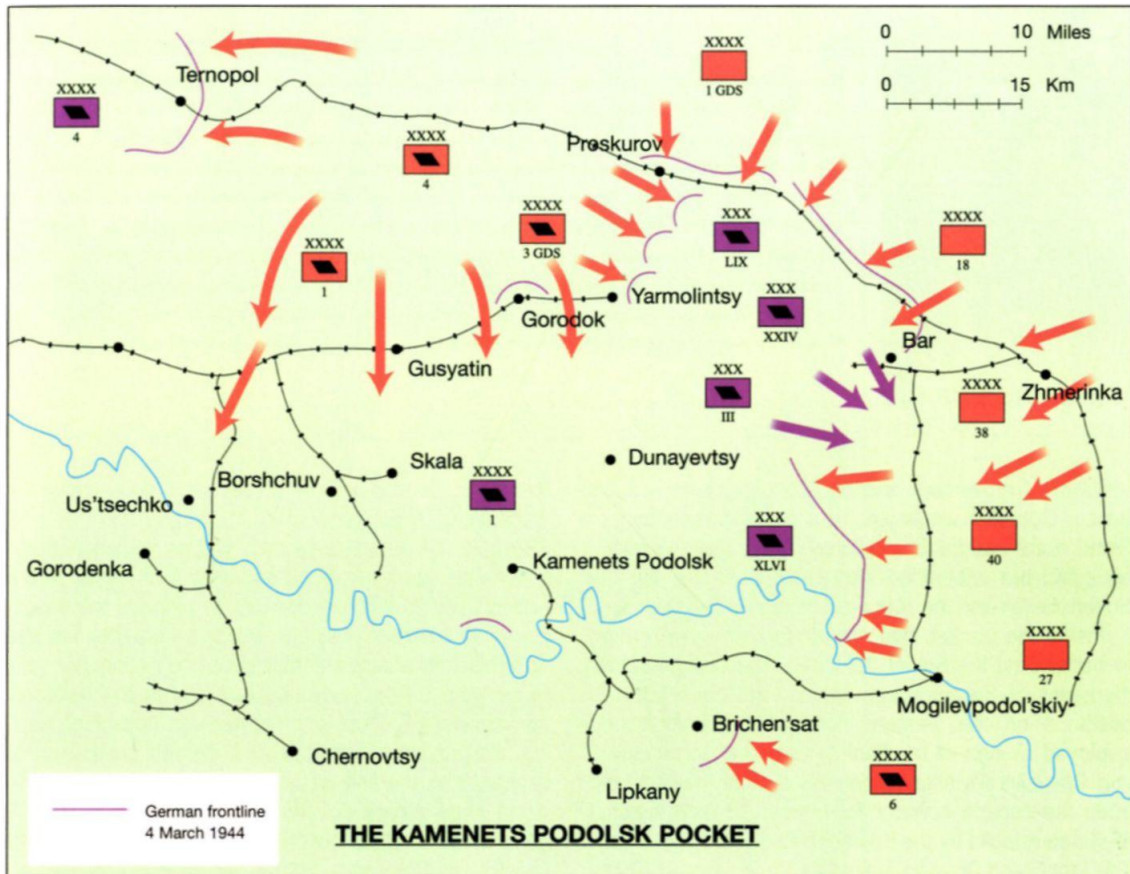 XXXX
1 GDS
0 10 Miles
0 15 Km
Ternopol
XXXX
4
XXXX
4
Proskurov
XXXX
3 GDS
XXX
LIX
XXXX
18
XXXX
1
Yarmolintsy
Gorodok
XXX
XXIV
Bar
Gusyatin
XXX
III
Zhmerinka
XXXX
38
Skala
Dunayevtsy
Borshchuv
XXXX
1
Us'tsechko
XXXX
40
XXX
XLVI
Gorodenka
Kamenets Podolsk
XXXX
27
Mogilevpodol'skiy
Brichen'sat
Chernovtsy
XXXX
6
Lipkany
German frontline
4 March 1944
THE KAMENETS PODOLSK POCKET